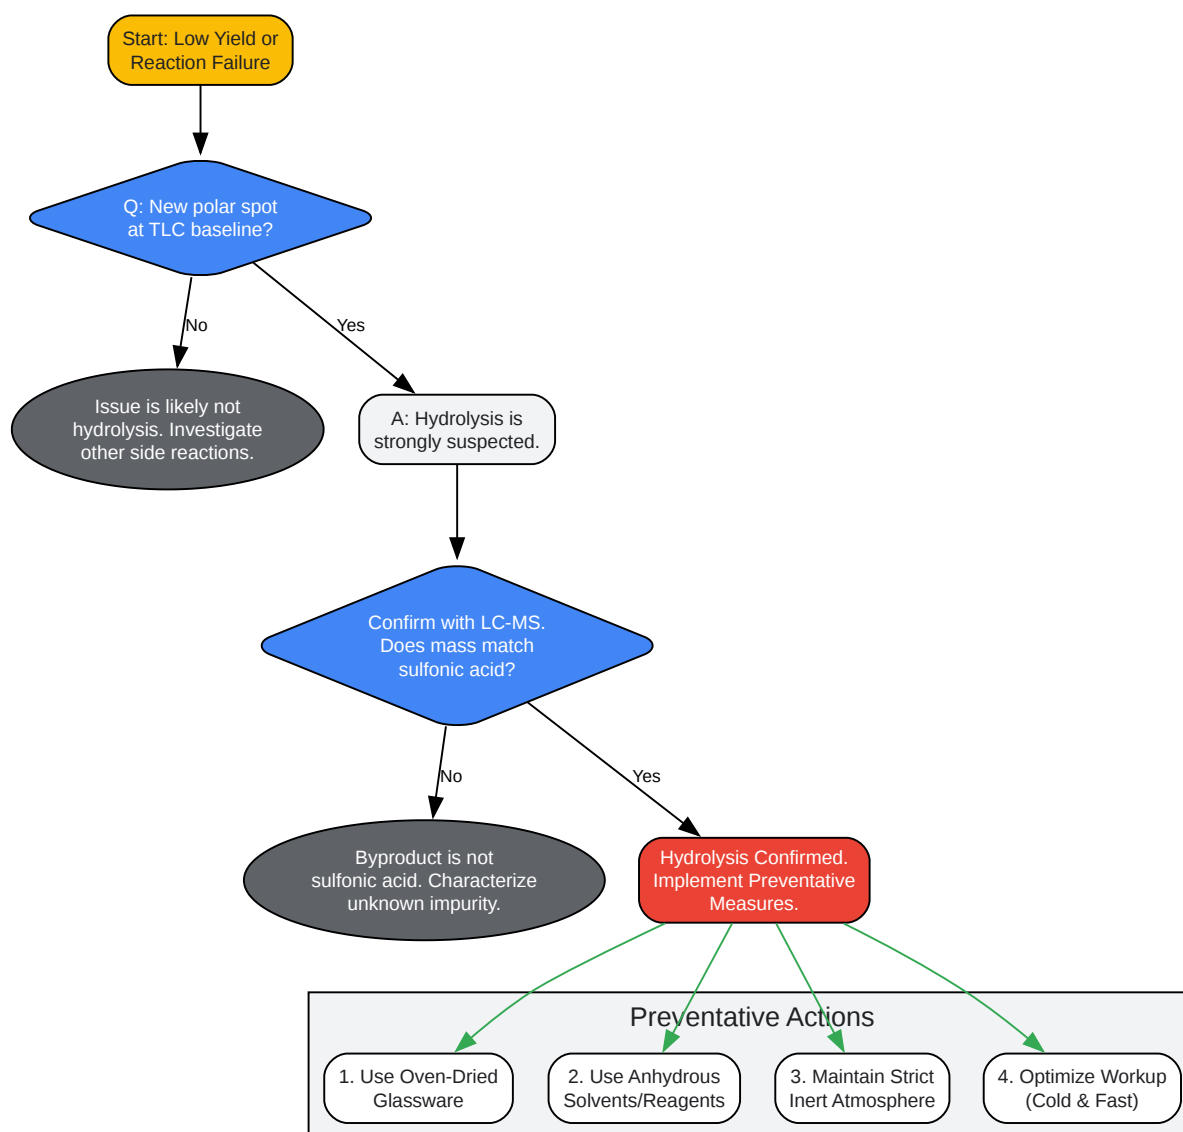 Start: Low Yield or
Reaction Failure
Q: New polar spot
at TLC baseline?
No
Yes
Issue is likely not
hydrolysis. Investigate
other side reactions.
A: Hydrolysis is
strongly suspected.
Confirm with LC-MS.
Does mass match
sulfonic acid?
No
Yes
Byproduct is not
sulfonic acid. Characterize
unknown impurity.
Hydrolysis Confirmed.
Implement Preventative
Measures.
Preventative Actions
1. Use Oven-Dried
Glassware
2. Use Anhydrous
Solvents/Reagents
3. Maintain Strict
Inert Atmosphere
4. Optimize Workup
(Cold & Fast)